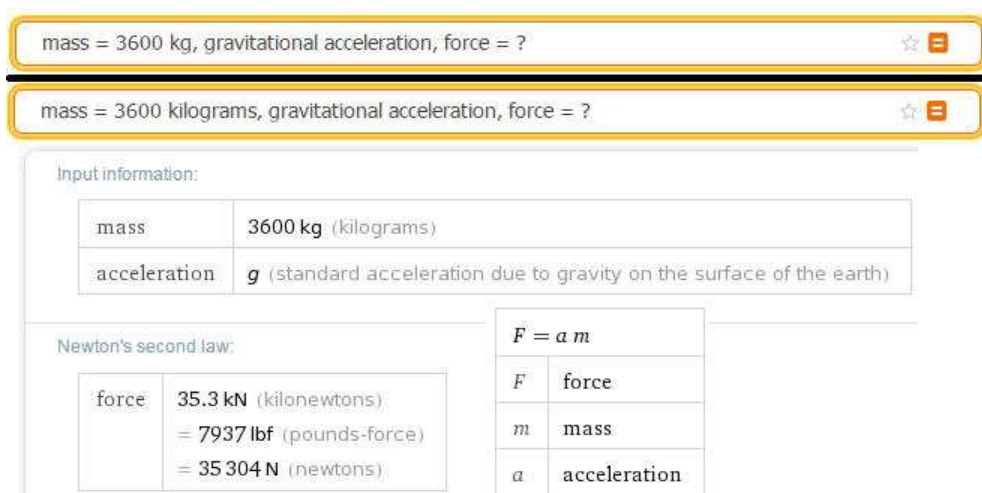 mass = 3600 kg, gravitational acceleration, force = ?
mass = 3600 kilograms, gravitational acceleration, force = ?
Input information:
mass 3600 kg (kilograms)
acceleration g (standard acceleration due to gravity on the surface of the earth)
Newton's second law:
force 35.3 kN (kilonewtons)
= 7937 lbf (pounds-force)
= 35304 N (newtons)
F = a m
F force
m mass
a acceleration